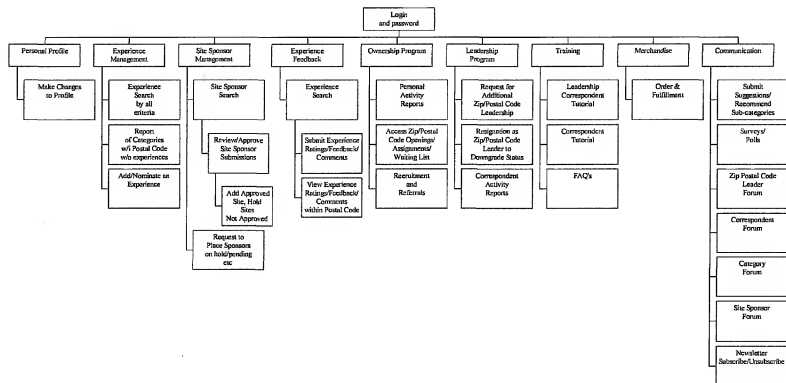 Login
and password
Personal Profile
Experience
Management
Site Sponsor
Management
Experience
Feedback
Ownership Program
Leadership
Program
Training
Merchandise
Communication
Make Changes
to Profile
Experience
Search
by all
criteria
Report
of Categories
w/i Postal Code
w/o experiences
Add/Nominate an
Experience
Site Sponsor
Search
Review/Approve
Site Sponsor
Submissions
Add Approved
Site, Hold
Sites
Not Approved
Request to
Place Sponsors
on hold/pending
etc
Experience
Search
Submit Experience
Ratings/Feedback/
Comments
View Experience
Ratings/Feedback/
Comments
within Postal Code
Personal
Activity
Reports
Access Zip/Postal
Code Openings/
Assignments/
Waiting List
Recruitment
and
Referrals
Request for
Additional
Zip/Postal Code
Leadership
Resignation as
Zip/Postal Code
Leader to
Downgrade Status
Correspondent
Activity
Reports
Leadership
Correspondent
Tutorial
Correspondent
Tutorial
FAQ's
Order &
Fulfillment
Submit
Suggestions/
Recommend
Sub-categories
Surveys/
Polls
Zip Postal Code
Leader
Forum
Correspondent
Forum
Category
Forum
Site Sponsor
Forum
Newsletter
Subscribe/Unsubscribe